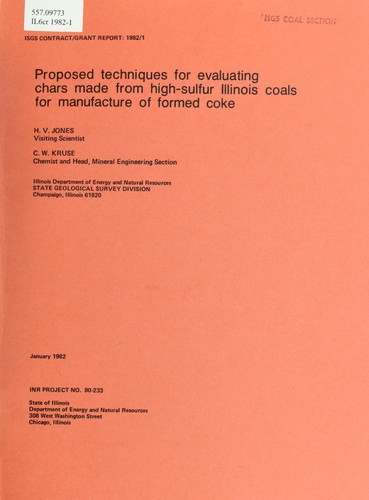 557.09773
IL6cr 1982-1
ISGS COAL SECTION
ISGS CONTRACT/GRANT REPORT: 1982/1
Proposed techniques for evaluating
chars made from high-sulfur Illinois coals
for manufacture of formed coke
H. V. JONES
Visiting Scientist
C. W. KRUSE
Chemist and Head, Mineral Engineering Section
Illinois Department of Energy and Natural Resources
STATE GEOLOGICAL SURVEY DIVISION
Champaign, Illinois 61820
January 1982
INR PROJECT NO. 80-233
State of Illinois
Department of Energy and Natural Resources
309 West Washington Street
Chicago, Illinois